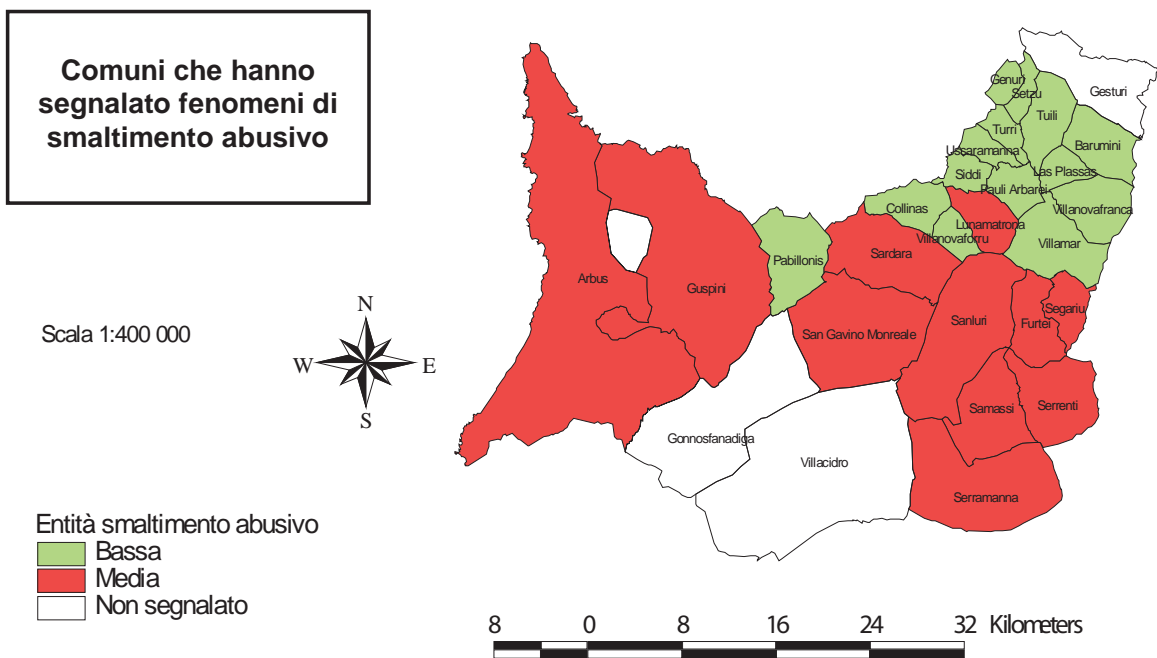 Comuni che hanno
segnalato fenomeni di
smaltimento abusivo
Genuri
Setzu
Gesturi
Tuili
Turri
Barumini
Ussaramanna
Las Plassas
Siddi
Pauli Arbarei
Collinas
Villanovafranca
Lunamatrona
Villanovaforru
Villamar
Sardara
Pabillonis
Arbus
Guspini
Segariu
Sanluri
Furtei
San Gavino Monreale
Samassi
Serrenti
Gonnosfanadiga
Villacidro
Serramanna
Scala 1:400 000
N
W
E
S
Entità smaltimento abusivo
Bassa
Media
Non segnalato
8 0 8 16 24 32 Kilometers